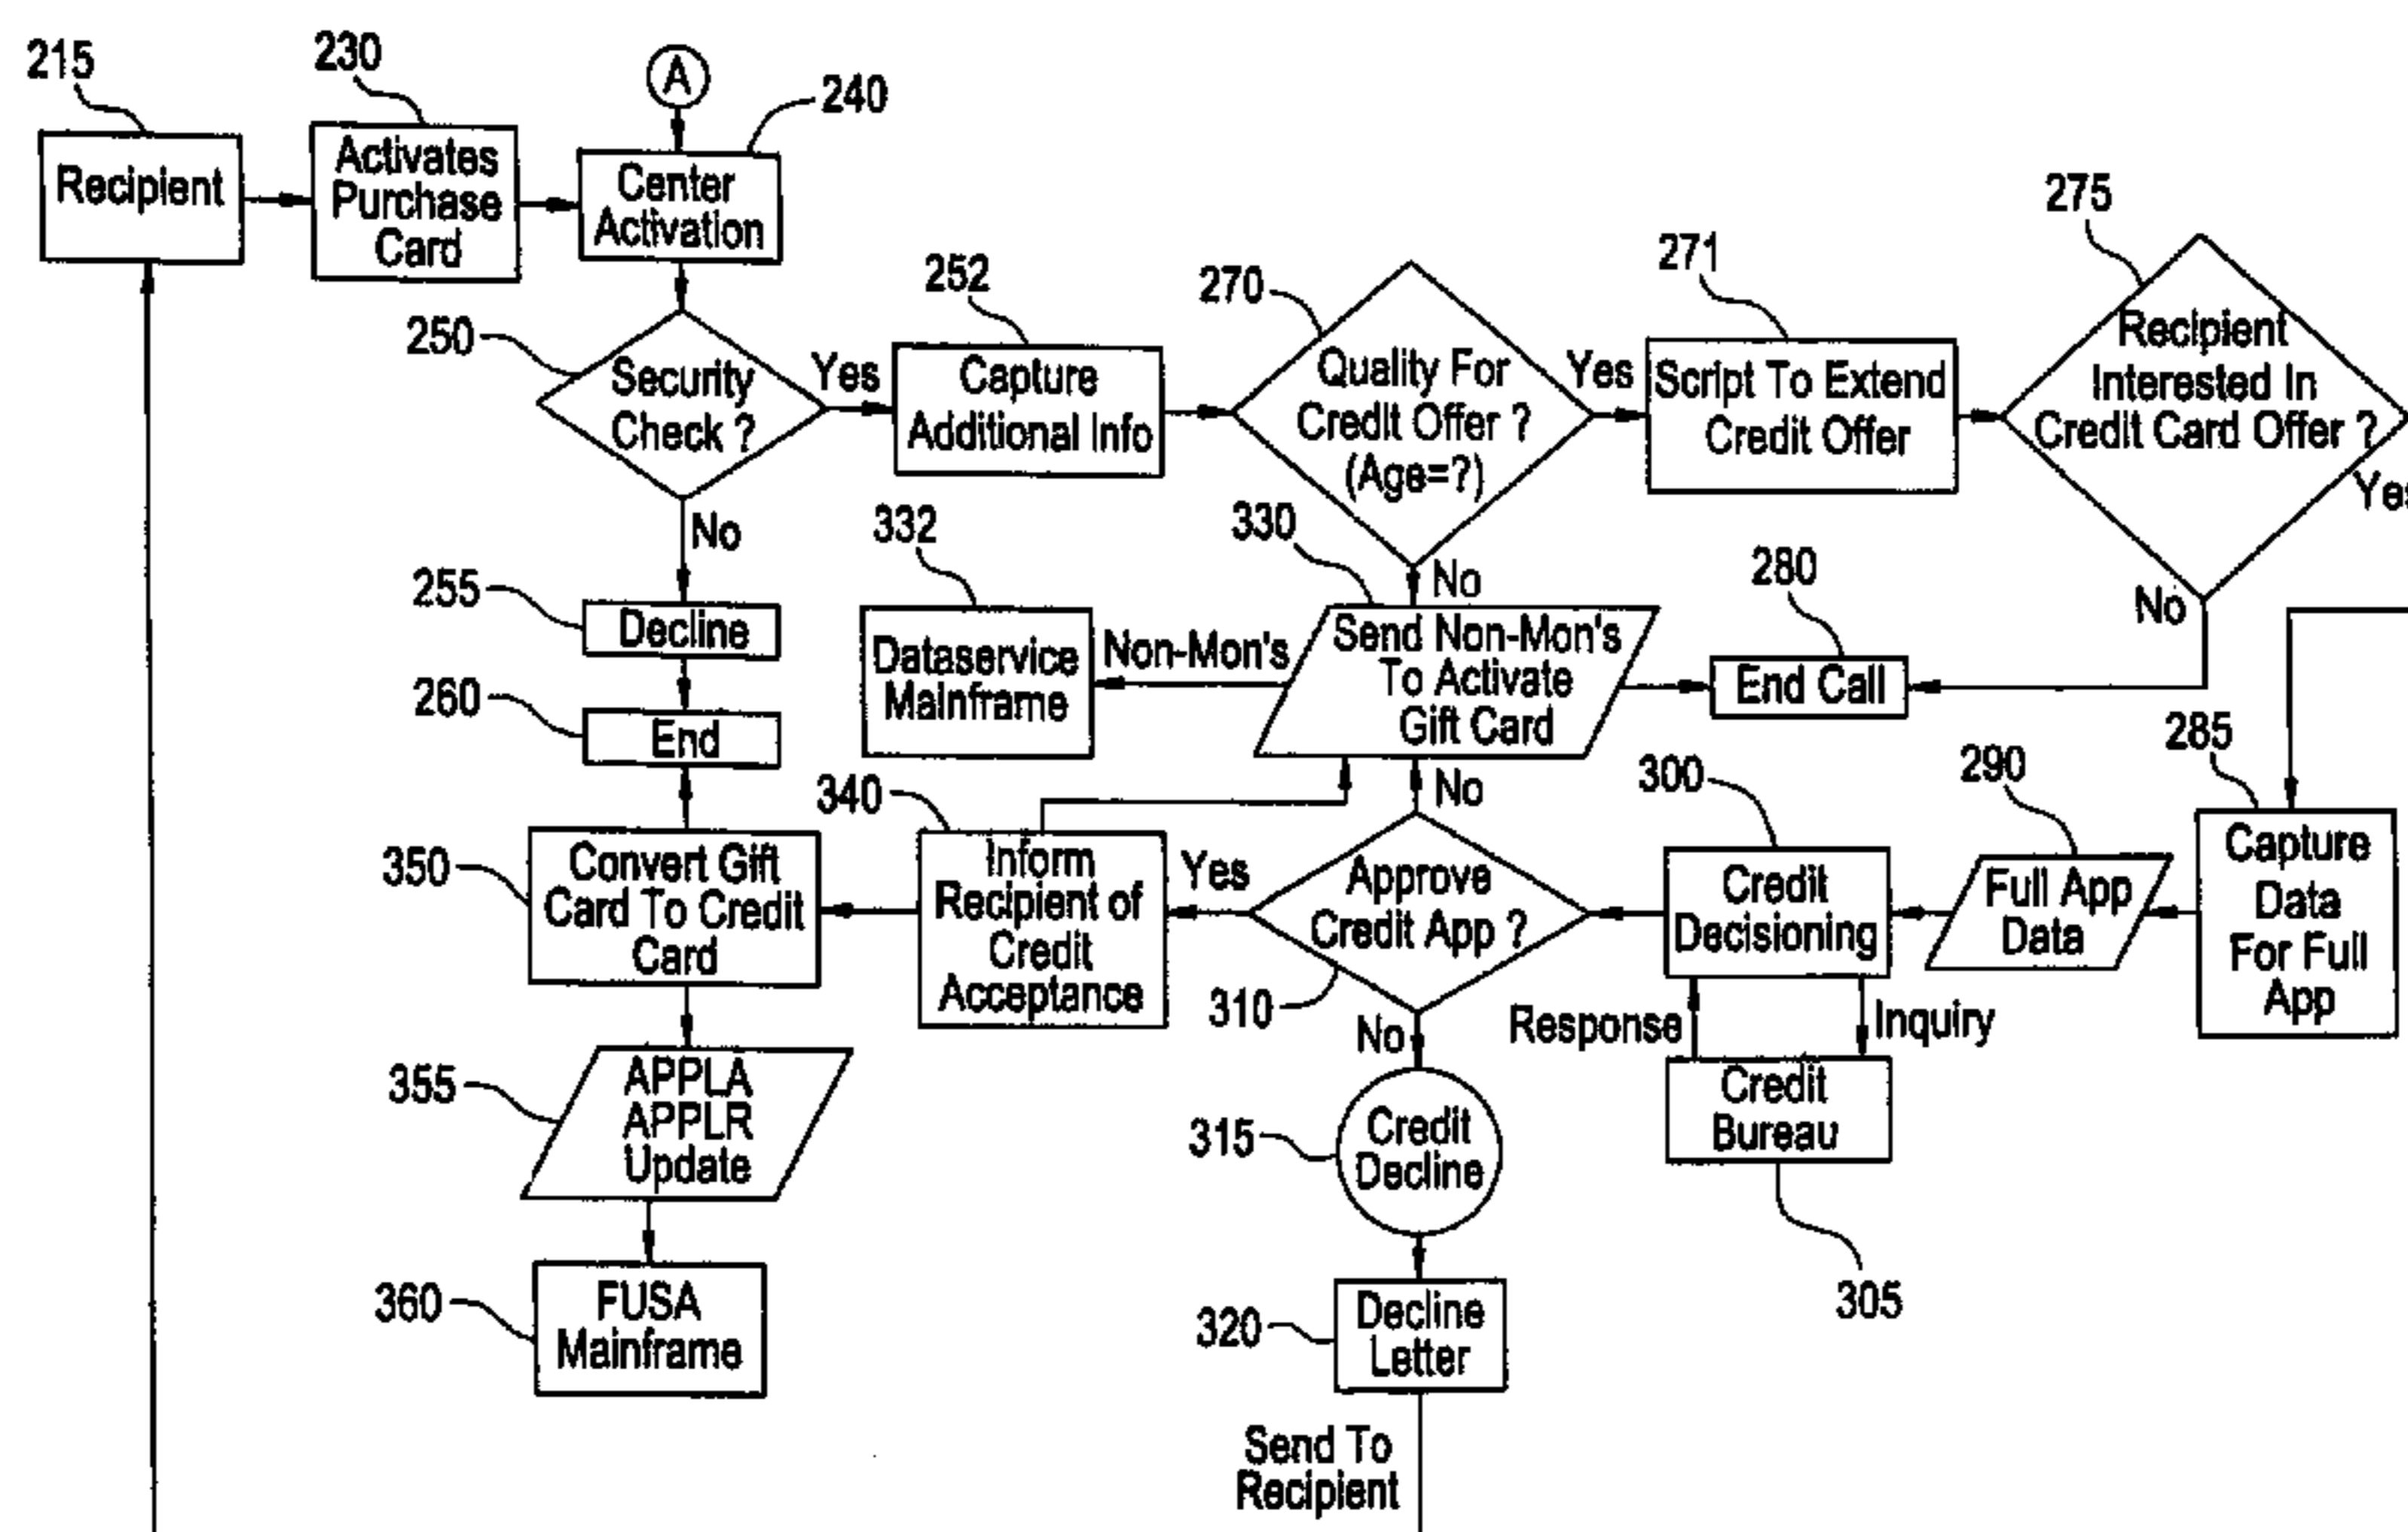 215
230
A
240
Recipient
Activates
Purchase
Card
Center
Activation
275
252
270
271
250
Security
Check ?
Yes
Capture
Additional Info
Quality For
Credit Offer ?
(Age=?)
Yes
Script To Extend
Credit Offer
Recipient
Interested In
Credit Card Offer ?
Yes
No
332
330
No
280
No
255
Decline
Dataservice
Mainframe
Non-Mon's
Send Non-Mon's
To Activate
Gift Card
End Call
260
End
285
340
No
300
290
350
Convert Gift
Card To Credit
Card
Inform
Recipient of
Credit
Acceptance
Yes
Approve
Credit App ?
Credit
Decisioning
Full App
Data
Capture
Data
For Full
App
310
No
Response
Inquiry
355
APPLA
APPLR
Update
315
Credit
Decline
Credit
Bureau
360
FUSA
Mainframe
320
Decline
Letter
305
Send To
Recipient